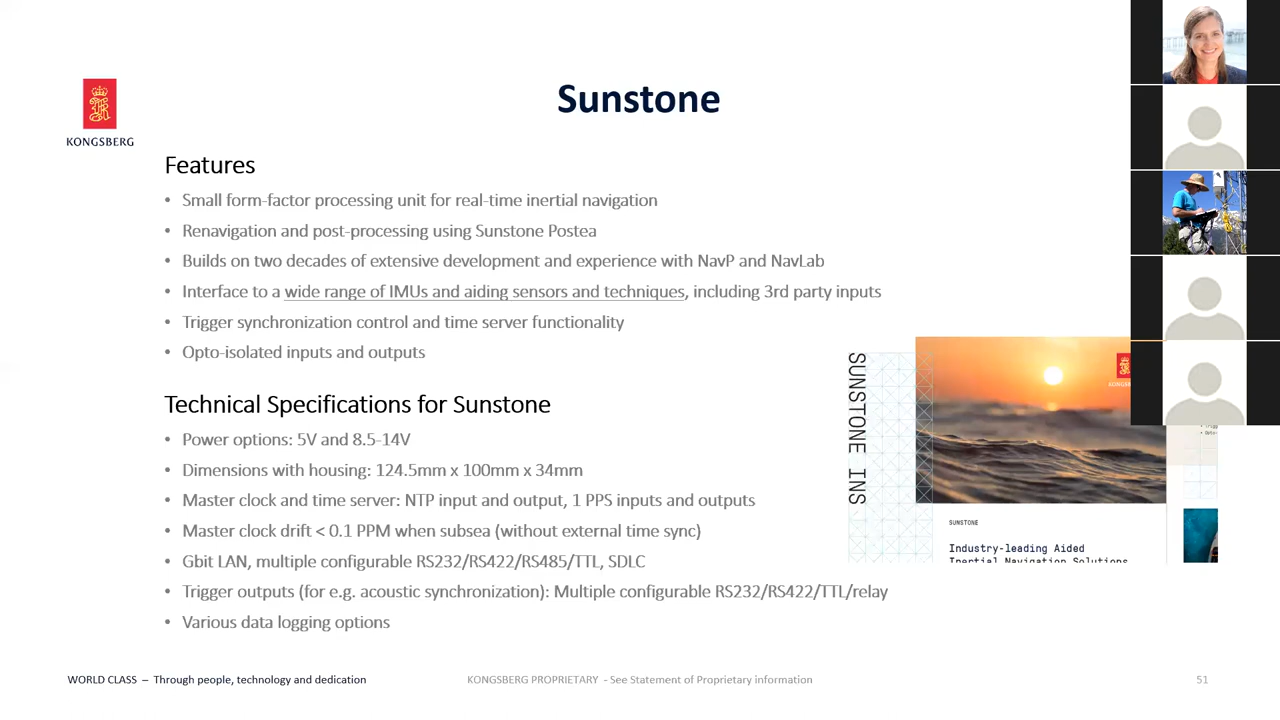 Sunstone
KONGSBERG
Features
• Small form-factor processing unit for real-time inertial navigation
• Renavigation and post-processing using Sunstone Postea
• Builds on two decades of extensive development and experience with NavP and NavLab
• Interface to a wide range of IMUs and aiding sensors and techniques, including 3rd party inputs
• Trigger synchronization control and time server functionality
• Opto-isolated inputs and outputs
Technical Specifications for Sunstone
• Power options: 5V and 8.5-14V
• Dimensions with housing: 124.5mm x 100mm x 34mm
• Master clock and time server: NTP input and output, 1 PPS inputs and outputs
• Master clock drift < 0.1 PPM when subsea (without external time sync)
• Gbit LAN, multiple configurable RS232/RS422/RS485/TTL, SDLC
• Trigger outputs (for e.g. acoustic synchronization): Multiple configurable RS232/RS422/TTL/relay
• Various data logging options
SUNSTONE INS
SUNSTONE
Industry-leading Aided
Inertial Navigation Solutions
WORLD CLASS – Through people, technology and dedication
KONGSBERG PROPRIETARY - See Statement of Proprietary information
51